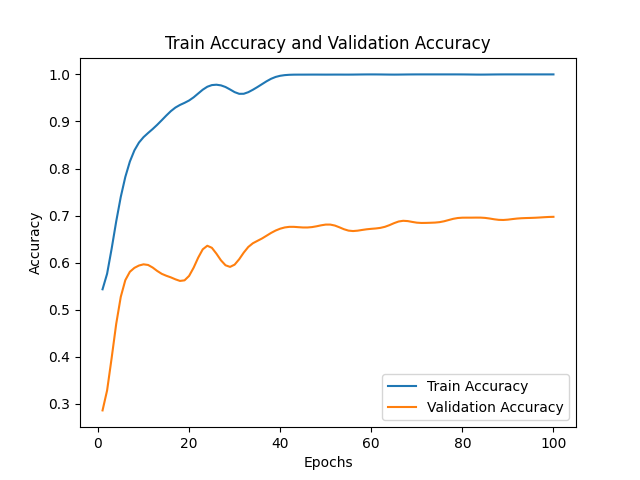 Train Accuracy and Validation Accuracy
1.0
0.9
0.8
0.7
0.6
0.5
0.4
0.3
Accuracy
Train Accuracy
Validation Accuracy
0 20 40 60 80 100
Epochs